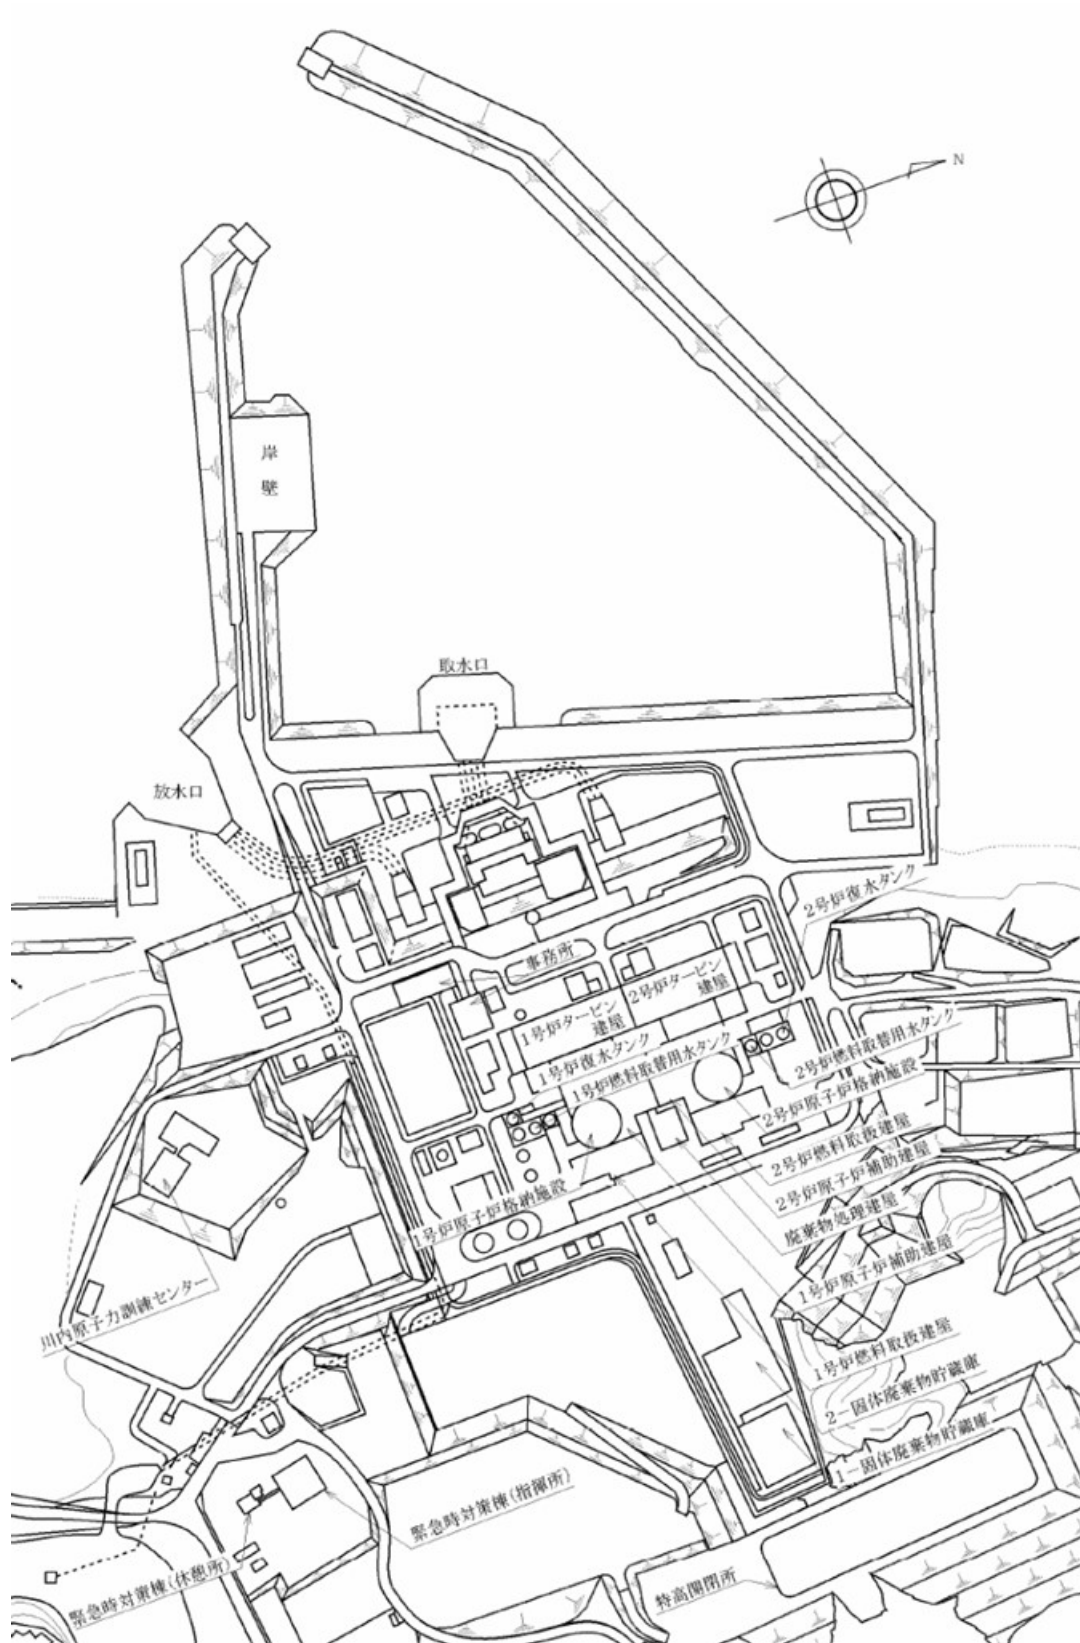 N
岸
壁
取水口
放水口
2号炉復水タンク
事務所
2号炉タービン
建屋
1号炉タービン
建屋
1号炉復水タンク
1号炉燃料取替用水タンク
2号炉燃料取替用水タンク
2号炉原子炉格納施設
2号炉燃料取扱建屋
2号炉原子炉補助建屋
廃棄物処理建屋
1号炉原子炉格納施設
1号炉原子炉補助建屋
川内原子力訓練センター
1号炉燃料取扱建屋
2-固体廃棄物貯蔵庫
1-固体廃棄物貯蔵庫
緊急時対策棟(指揮所)
緊急時対策棟(休憩所)
特高開閉所